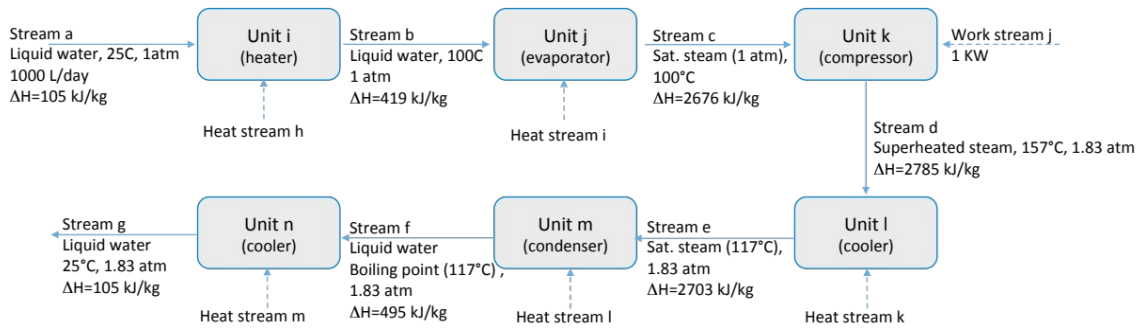 Stream a
Liquid water, 25C, 1atm
1000 L/day
ΔH=105 kJ/kg
Unit i
(heater)
Heat stream h
Stream b
Liquid water, 100C
1 atm
ΔH=419 kJ/kg
Unit j
(evaporator)
Heat stream i
Stream c
Sat. steam (1 atm),
100°C
ΔH=2676 kJ/kg
Unit k
(compressor)
Work stream j
1 KW
Stream d
Superheated steam, 157°C, 1.83 atm
ΔH=2785 kJ/kg
Stream g
Liquid water
25°C, 1.83 atm
ΔH=105 kJ/kg
Unit n
(cooler)
Heat stream m
Stream f
Liquid water
Boiling point (117°C) ,
1.83 atm
ΔH=495 kJ/kg
Unit m
(condenser)
Heat stream l
Stream e
Sat. steam (117°C),
1.83 atm
ΔH=2703 kJ/kg
Unit l
(cooler)
Heat stream k